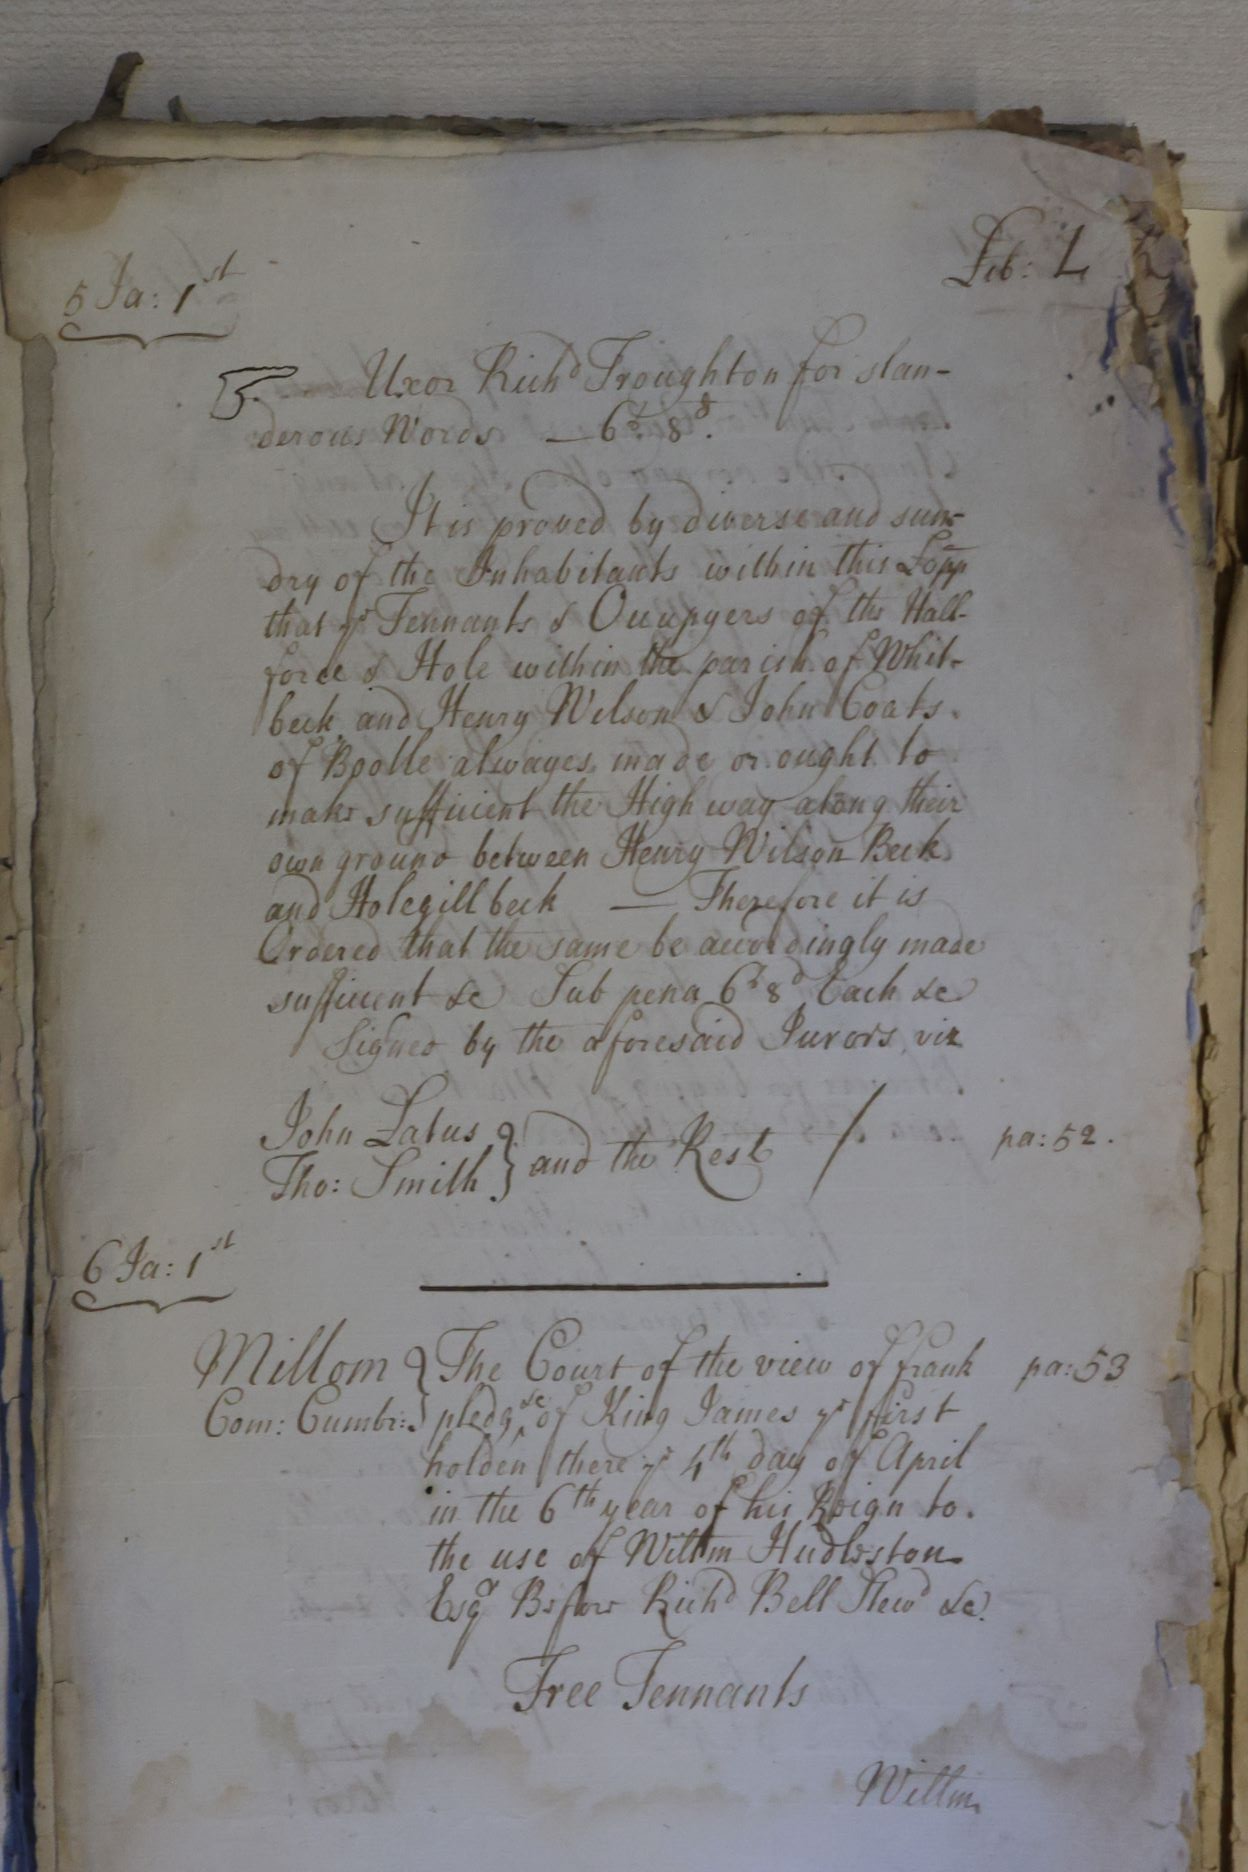 5 Ja: 1st
Lib: L
Uxor Richd Troughton for slan-
derous Words — 6s. 8d.
It is proved by diverse and sun-
dry of the Inhabitants within this Lopp
that ye Tennants & Ocupyers of the Hall-
force & Hole within the parish of Whit-
beck and Henry Wilson & John Coats
of Bootle alwayes made or ought to
make sufficient the High way along their
own ground between Henry Wilson Beck
and Holegill beck — Therefore it is
Ordered that the same be accordingly made
sufficient &c Sub pena 6s 8d Each &c
Signed by the aforesaid Jurors viz
John Latus
Tho: Smith } and the Rest /
pa: 52.
6 Ja: 1st
Millom } The Court of the view of frank
pa: 53
Com: Cumbr: } pledg &c of King James ye first
holden there ye 4th day of April
in the 6th year of his Reign to
the use of Willm Hudleston
Esqr Before Richd Bell Stewd &c.
Free Tennants
Willm